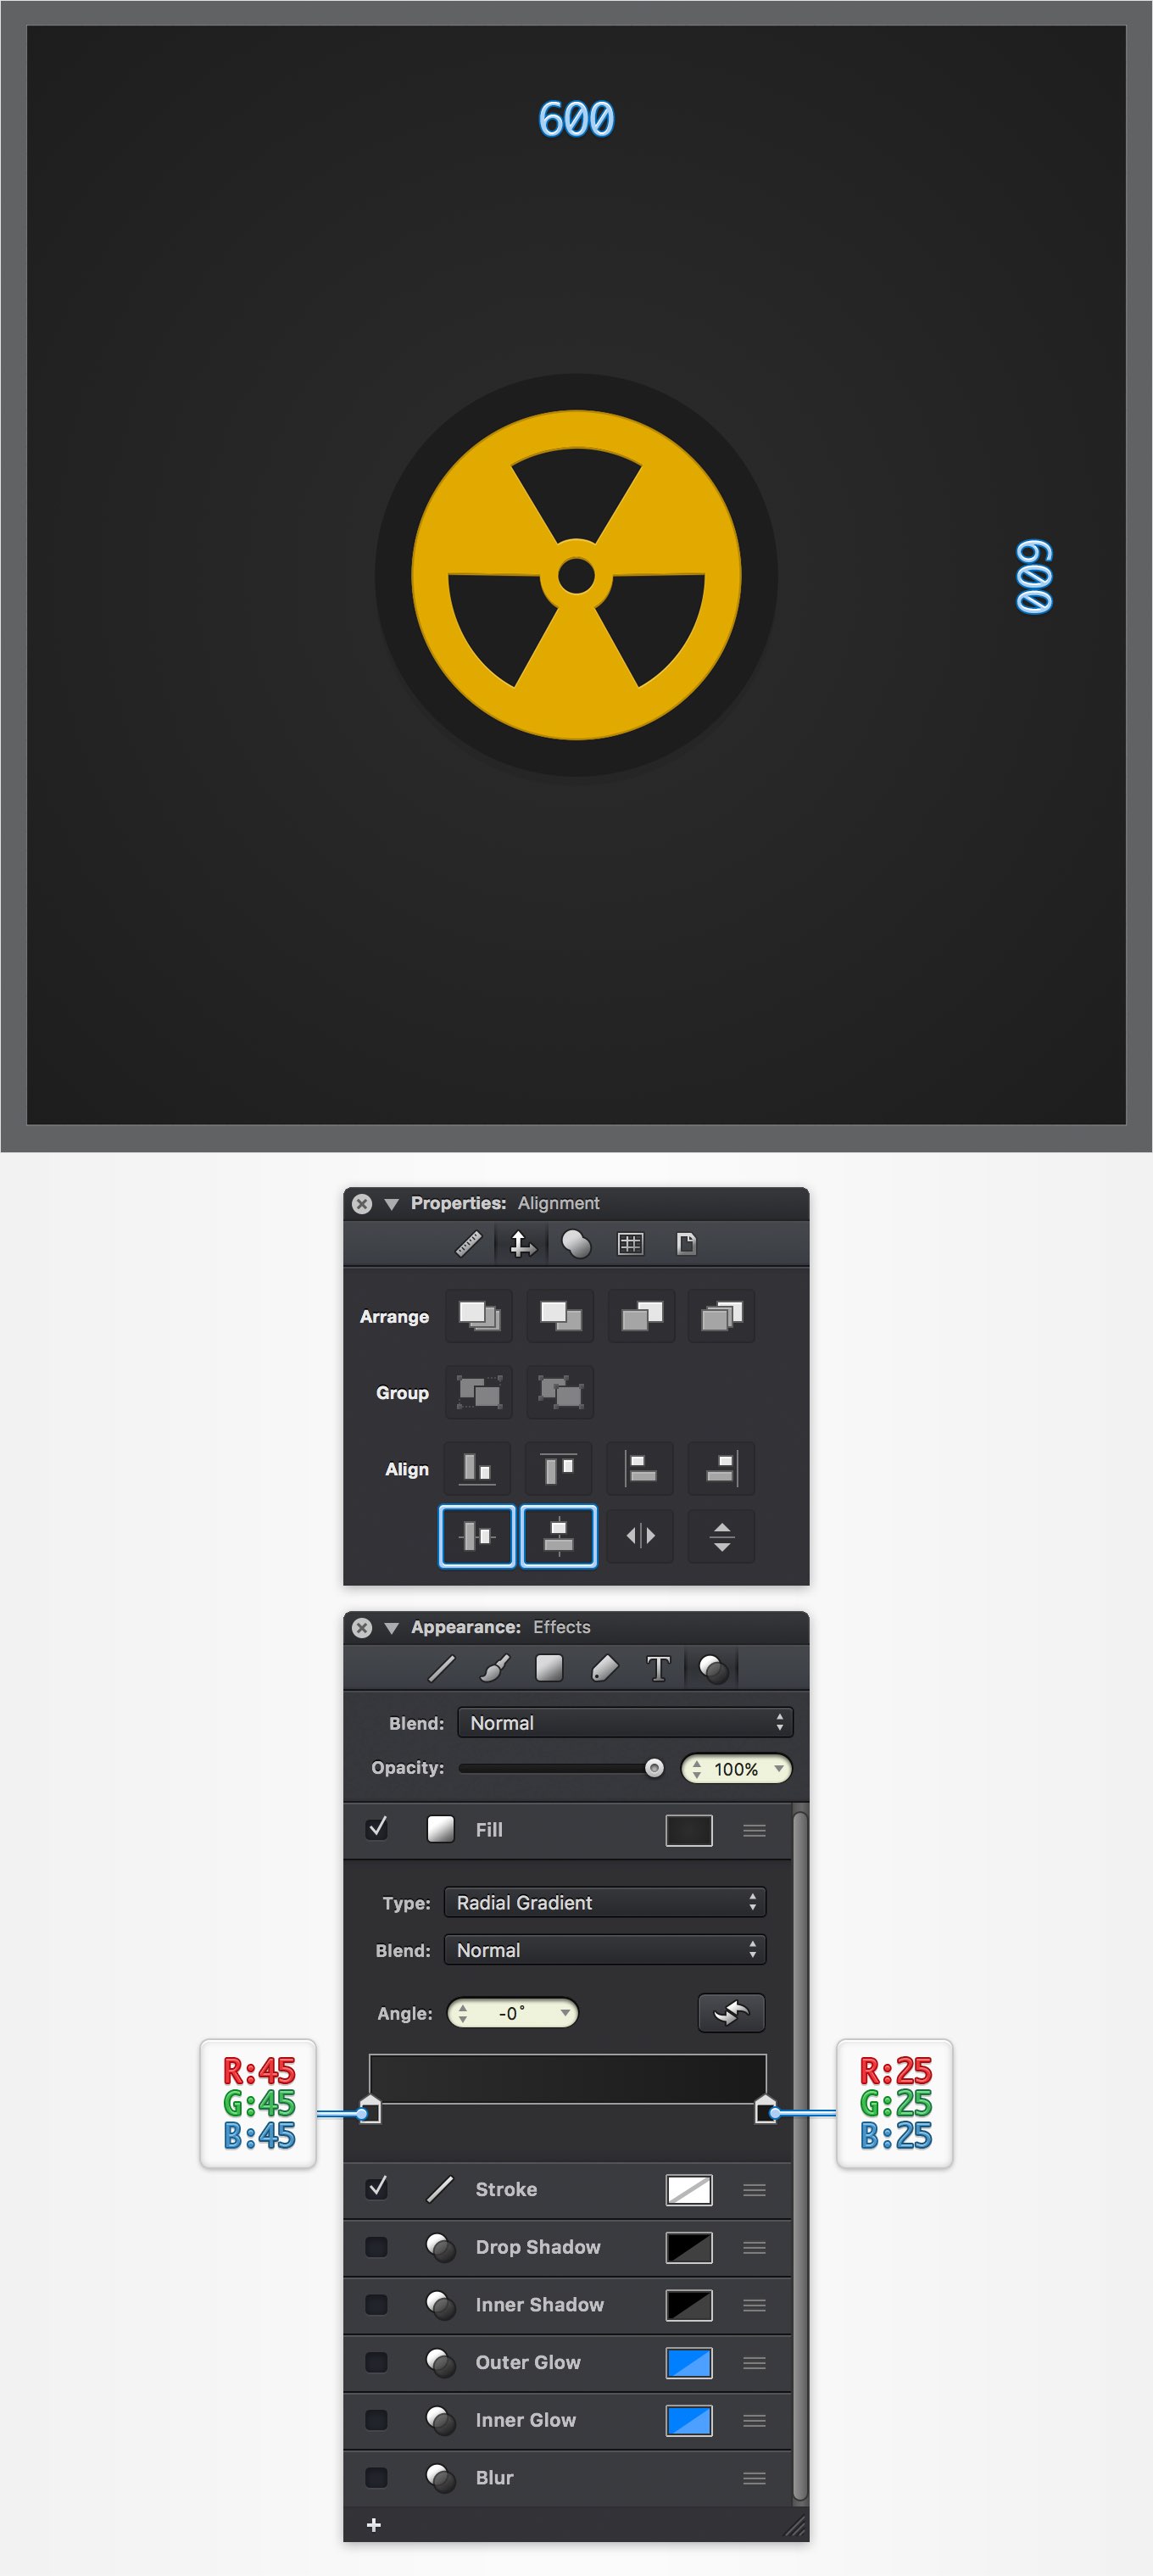 600
600
Properties: Alignment
Arrange
Group
Align
Appearance: Effects
T
Blend: Normal
Opacity: 100%
Fill
Type: Radial Gradient
Blend: Normal
Angle: -0°
R:45
G:45
B:45
R:25
G:25
B:25
Stroke
Drop Shadow
Inner Shadow
Outer Glow
Inner Glow
Blur
+